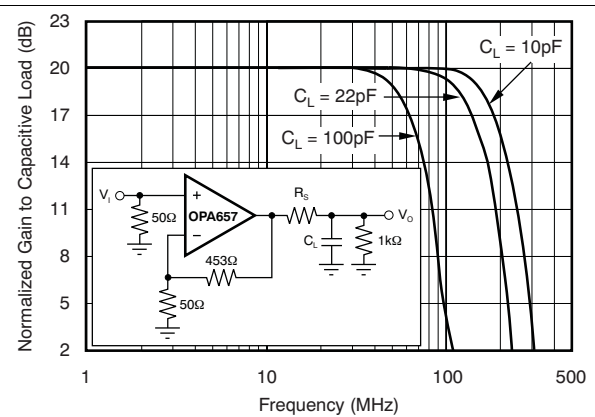 Normalized Gain to Capacitive Load (dB)
23
20
17
14
11
8
5
2
C_L = 10pF
C_L = 22pF
C_L = 100pF
V_I
+
OPA657
−
50Ω
R_S
V_O
C_L
1kΩ
453Ω
50Ω
1
10
100
500
Frequency (MHz)